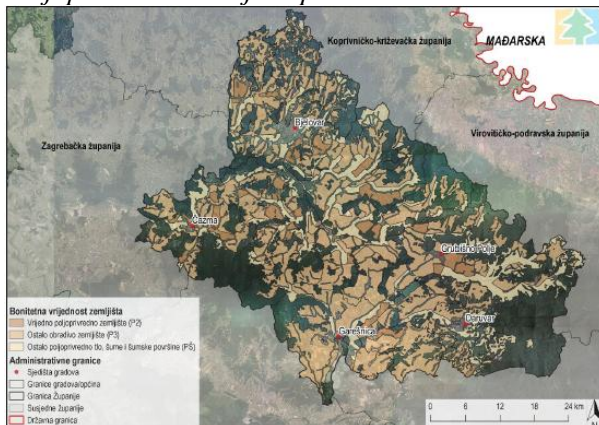 Koprivničko-križevačka županija
MAĐARSKA
Zagrebačka županija
Bjelovar
Virovitičko-podravska županija
Čazma
Grubišno Polje
Daruvar
Garešnica
Bonitetna vrijednost zemljišta
Vrijedno poljoprivredno zemljište (P2)
Ostalo obradivo zemljište (P3)
Ostalo poljoprivredno tlo, šume i šumske površine (PŠ)
Administrativne granice
Sjedišta gradova
Granice gradova/općina
Granica Županije
Susjedne županije
Državna granica
0 6 12 18 24 km
N